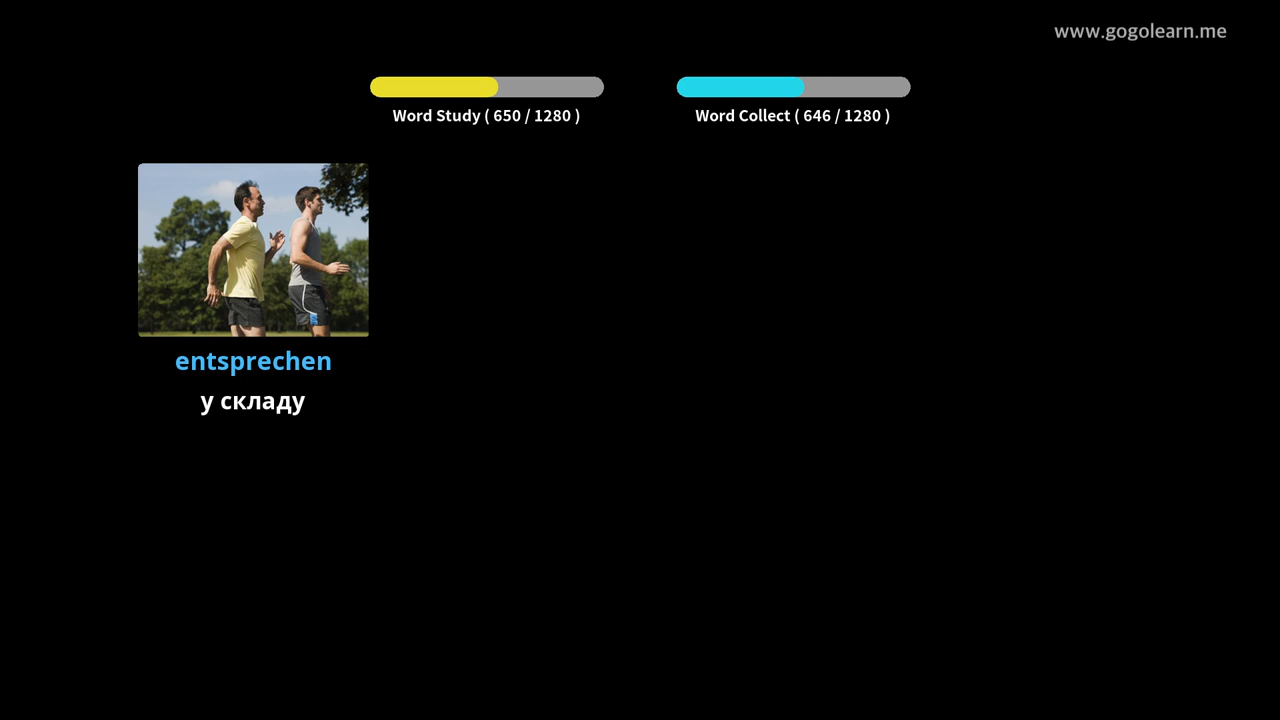 www.gogolearn.me
Word Study ( 650 / 1280 )
Word Collect ( 646 / 1280 )
entsprechen
у складу